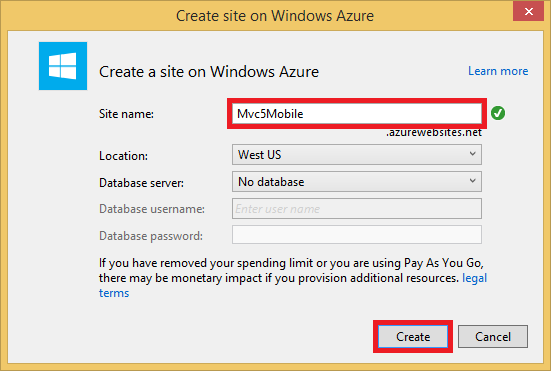 Create site on Windows Azure
Create a site on Windows Azure
Learn more
Site name:
Mvc5Mobile
.azurewebsites.net
Location:
West US
Database server:
No database
Database username:
Enter user name
Database password:
If you have removed your spending limit or you are using Pay As You Go,
there may be monetary impact if you provision additional resources. legal
terms
Create
Cancel